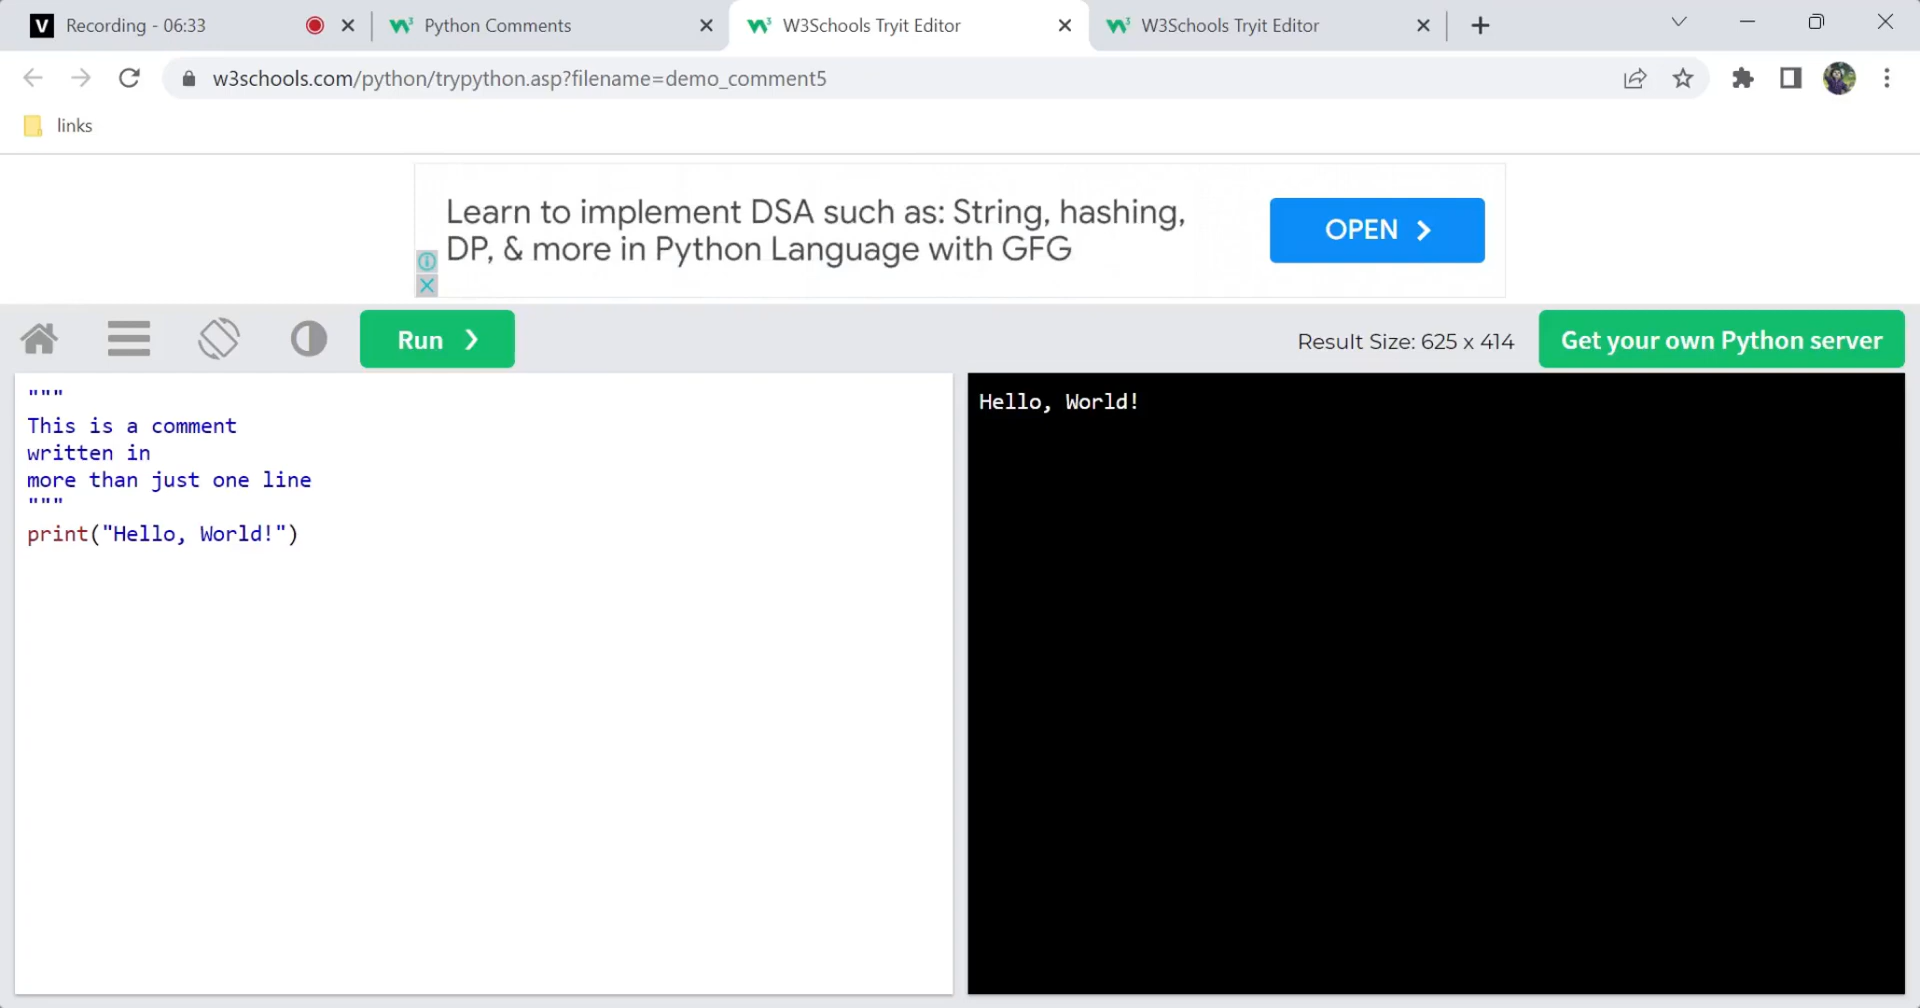 Recording - 06:33
Python Comments
W3Schools Tryit Editor
W3Schools Tryit Editor
w3schools.com/python/trypython.asp?filename=demo_comment5
links
Learn to implement DSA such as: String, hashing,
DP, & more in Python Language with GFG
OPEN
Run ❯
Result Size: 625 x 414
Get your own Python server
"""
This is a comment
written in
more than just one line
"""
print("Hello, World!")
Hello, World!